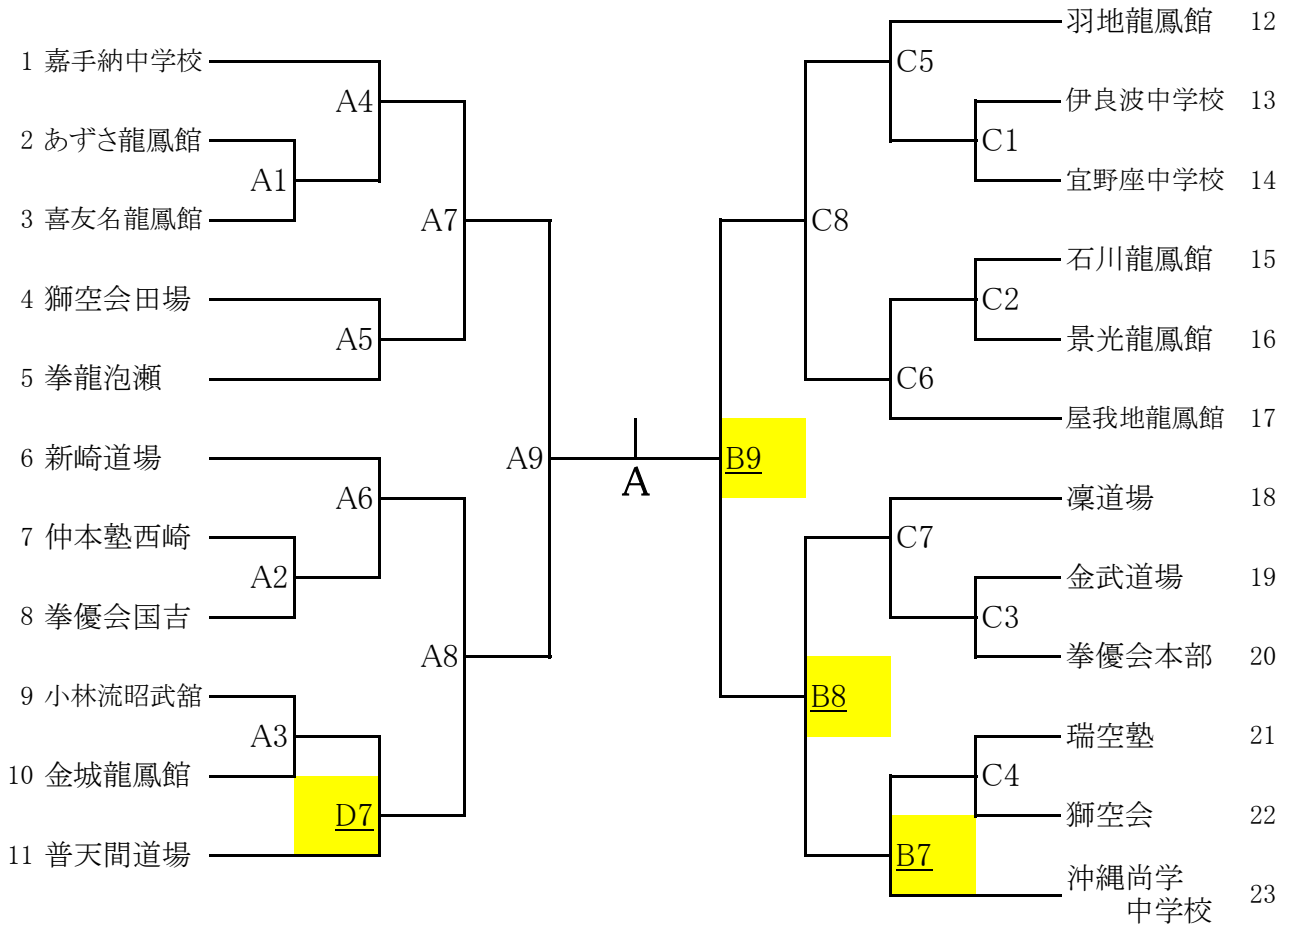 1 嘉手納中学校
2 あずさ龍鳳館
3 喜友名龍鳳館
4 獅空会田場
5 拳龍泡瀬
6 新崎道場
7 仲本塾西崎
8 拳優会国吉
9 小林流昭武舘
10 金城龍鳳館
11 普天間道場
A1
A2
A3
A4
A5
A6
D7
A7
A8
A9
A
B9
C8
B8
C5
C6
C7
B7
C1
C2
C3
C4
羽地龍鳳館 12
伊良波中学校 13
宜野座中学校 14
石川龍鳳館 15
景光龍鳳館 16
屋我地龍鳳館 17
凜道場 18
金武道場 19
拳優会本部 20
瑞空塾 21
獅空会 22
沖縄尚学
中学校 23